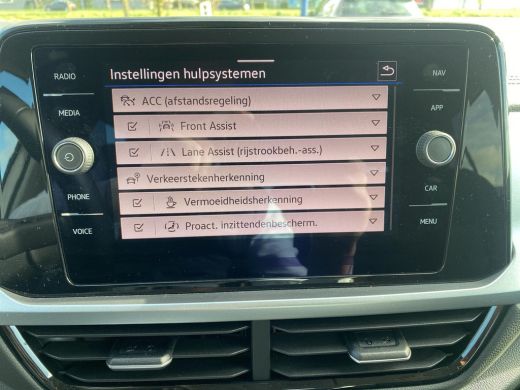 RADIO
MEDIA
PHONE
VOICE
Instellingen hulpsystemen
ACC (afstandsregeling)
Front Assist
Lane Assist (rijstrookbeh.-ass.)
Verkeerstekenherkenning
Vermoeidheidsherkenning
Proact. inzittendenbescherm.
NAV
APP
CAR
MENU